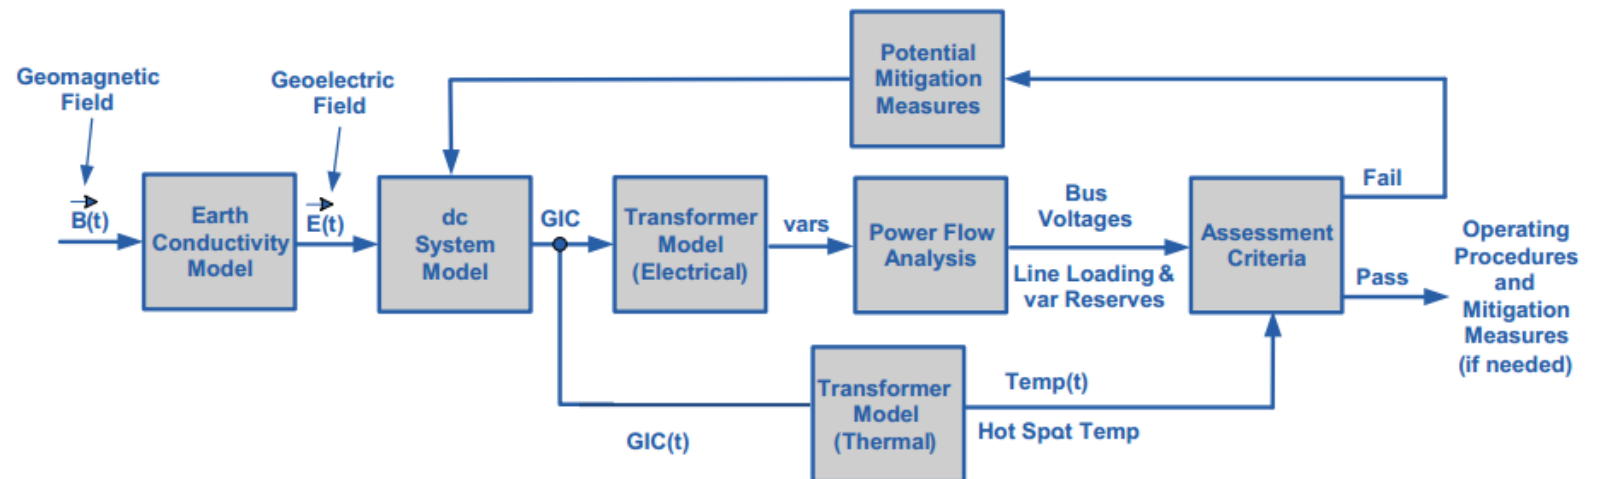 Potential
Mitigation
Measures
Geomagnetic
Field
Geoelectric
Field
B(t)
Earth
Conductivity
Model
E(t)
dc
System
Model
GIC
Transformer
Model
(Electrical)
vars
Power Flow
Analysis
Bus
Voltages
Line Loading &
var Reserves
Assessment
Criteria
Fail
Pass
Operating
Procedures
and
Mitigation
Measures
(if needed)
GIC(t)
Transformer
Model
(Thermal)
Temp(t)
Hot Spot Temp